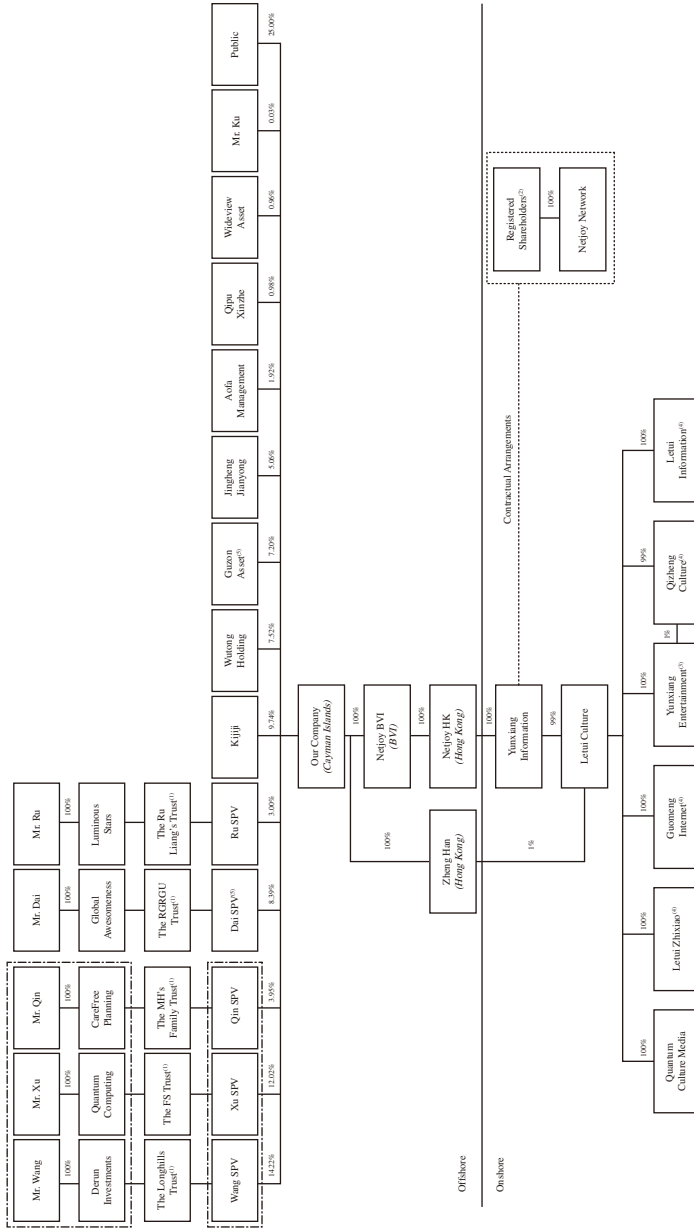 Mr. Wang
Mr. Xu
Mr. Qin
Mr. Dai
Mr. Ru
100%
100%
100%
100%
100%
Derun
Investments
Quantum
Computing
CareFree
Planning
Global
Awesomeness
Luminous
Stars
The Longhills
Trust(1)
The FS Trust(1)
The MH's
Family Trust(1)
The RGRGU
Trust(1)
The Ru
Liang's Trust(1)
Wang SPV
Xu SPV
Qin SPV
Dai SPV(5)
Ru SPV
Kijiji
Wutong
Holding
Guzon
Asset(5)
Jingheng
Jianyong
Aofa
Management
Qipu
Xinzhe
Wideview
Asset
Mr. Ku
Public
14.22%
12.02%
3.95%
8.39%
3.00%
9.74%
7.52%
7.20%
5.06%
1.92%
0.98%
0.96%
0.03%
25.00%
Our Company
(Cayman Islands)
100%
100%
Netjoy BVI
(BVI)
100%
Zheng Han
(Hong Kong)
Netjoy HK
(Hong Kong)
Offshore
Onshore
100%
1%
Yunxiang
Information
Contractual Arrangements
Registered
Shareholders(2)
100%
Netjoy Network
99%
Letui Culture
100%
100%
100%
100%
99%
100%
1%
Quantum
Culture Media
Letui Zhixiao(4)
Guomeng
Internet(4)
Yunxiang
Entertainment(3)
Qizheng
Culture(4)
Letui
Information(4)